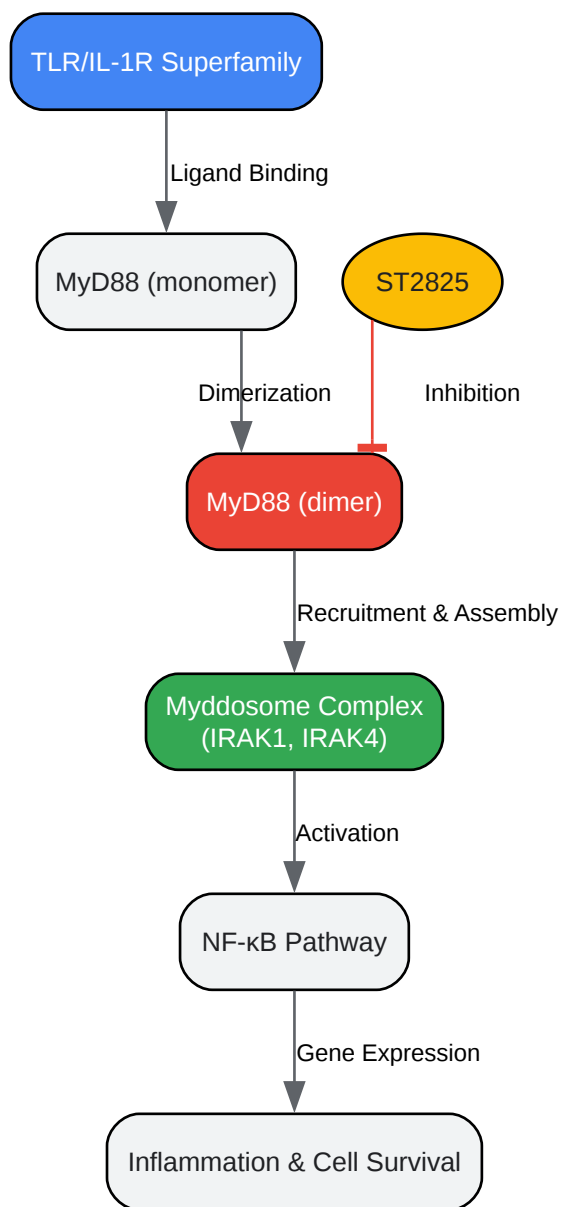 TLR/IL-1R Superfamily
Ligand Binding
MyD88 (monomer)
ST2825
Dimerization
Inhibition
MyD88 (dimer)
Recruitment & Assembly
Myddosome Complex
(IRAK1, IRAK4)
Activation
NF-κB Pathway
Gene Expression
Inflammation & Cell Survival